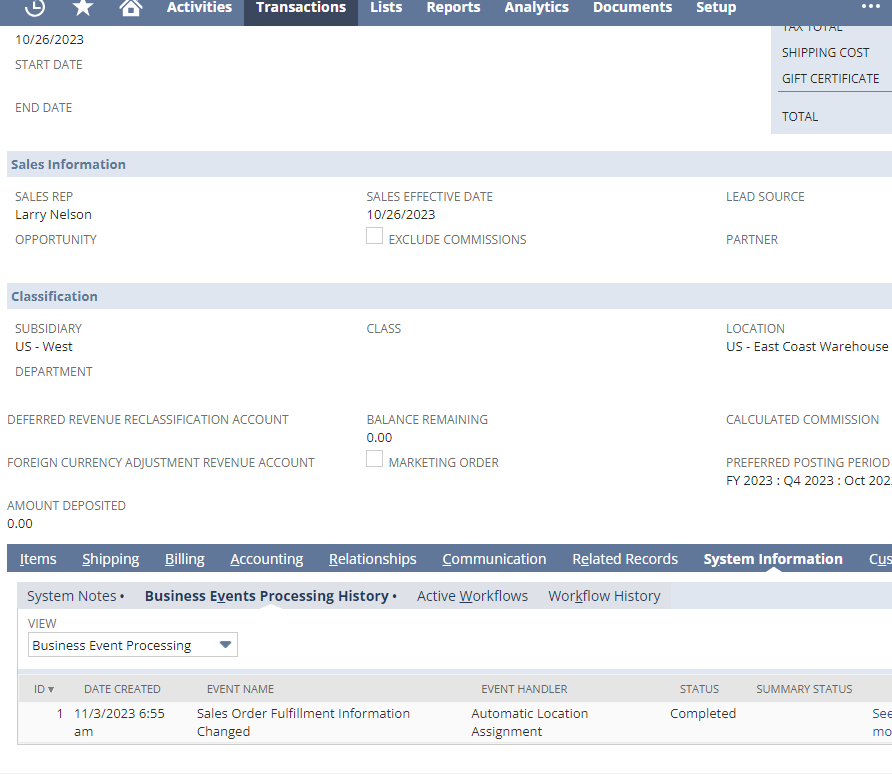 Activities Transactions Lists Reports Analytics Documents Setup
10/26/2023
TAX TOTAL
START DATE
SHIPPING COST
GIFT CERTIFICATE
END DATE
TOTAL
Sales Information
SALES REP SALES EFFECTIVE DATE LEAD SOURCE
Larry Nelson 10/26/2023
OPPORTUNITY EXCLUDE COMMISSIONS PARTNER
Classification
SUBSIDIARY CLASS LOCATION
US - West US - East Coast Warehouse
DEPARTMENT
DEFERRED REVENUE RECLASSIFICATION ACCOUNT BALANCE REMAINING CALCULATED COMMISSION
0.00
FOREIGN CURRENCY ADJUSTMENT REVENUE ACCOUNT MARKETING ORDER PREFERRED POSTING PERIOD
FY 2023 : Q4 2023 : Oct 202
AMOUNT DEPOSITED
0.00
Items Shipping Billing Accounting Relationships Communication Related Records System Information Cus
System Notes • Business Events Processing History • Active Workflows Workflow History
VIEW
Business Event Processing
ID ▼ DATE CREATED EVENT NAME EVENT HANDLER STATUS SUMMARY STATUS
1 11/3/2023 6:55 Sales Order Fulfillment Information Automatic Location Completed See
am Changed Assignment mo